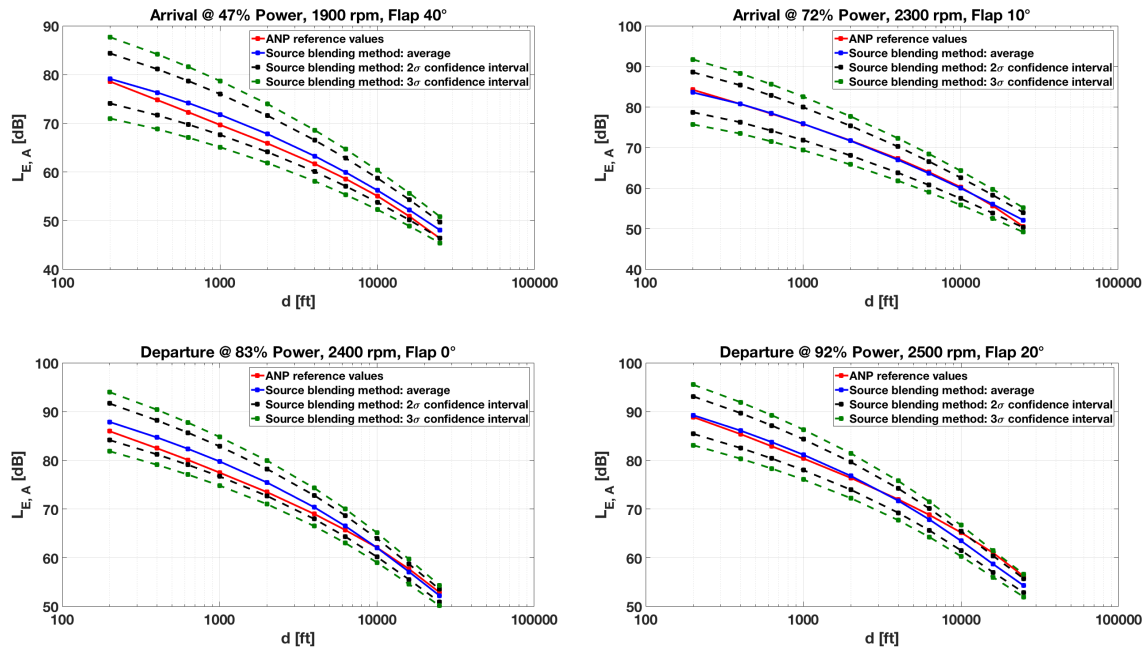 Arrival @ 47% Power, 1900 rpm, Flap 40°
90
80
70
60
50
40
L_E, A [dB]
ANP reference values
Source blending method: average
Source blending method: 2σ confidence interval
Source blending method: 3σ confidence interval
100 1000 10000 100000
d [ft]
Arrival @ 72% Power, 2300 rpm, Flap 10°
100
90
80
70
60
50
40
L_E, A [dB]
ANP reference values
Source blending method: average
Source blending method: 2σ confidence interval
Source blending method: 3σ confidence interval
100 1000 10000 100000
d [ft]
Departure @ 83% Power, 2400 rpm, Flap 0°
100
90
80
70
60
50
L_E, A [dB]
ANP reference values
Source blending method: average
Source blending method: 2σ confidence interval
Source blending method: 3σ confidence interval
100 1000 10000 100000
d [ft]
Departure @ 92% Power, 2500 rpm, Flap 20°
100
90
80
70
60
50
L_E, A [dB]
ANP reference values
Source blending method: average
Source blending method: 2σ confidence interval
Source blending method: 3σ confidence interval
100 1000 10000 100000
d [ft]